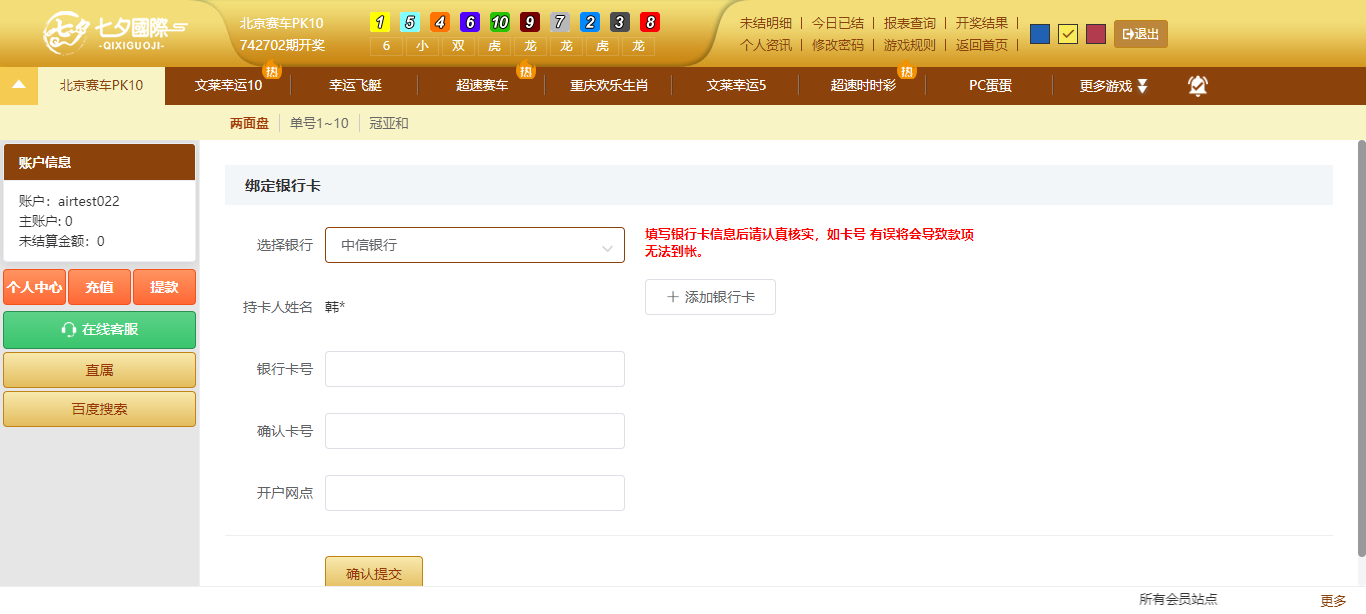 七夕國際
-QIXIGUOJI-
北京赛车PK10
742702期开奖
1 5 4 6 10 9 7 2 3 8
6 小 双 虎 龙 龙 虎 龙
未结明细 | 今日已结 | 报表查询 | 开奖结果 |
个人资讯 | 修改密码 | 游戏规则 | 返回首页 |
退出
北京赛车PK10 文莱幸运10 热 幸运飞艇 超速赛车 热 重庆欢乐生肖 文莱幸运5 超速时时彩 热 PC蛋蛋 更多游戏
两面盘 单号1~10 冠亚和
账户信息
账户：airtest022
主账户: 0
未结算金额：0
个人中心 充值 提款
在线客服
直属
百度搜索
绑定银行卡
选择银行 中信银行
填写银行卡信息后请认真核实，如卡号 有误将会导致款项
无法到帐。
持卡人姓名 韩*
添加银行卡
银行卡号
确认卡号
开户网点
确认提交
所有会员站点
更多